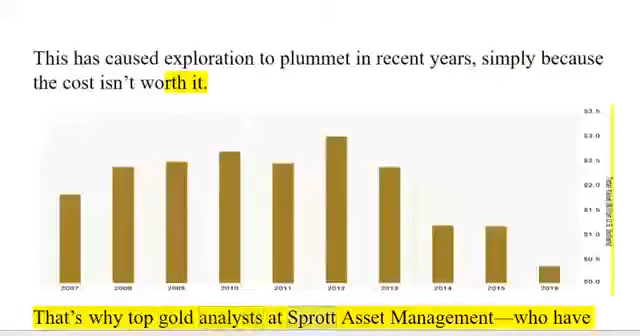 This has caused exploration to plummet in recent years, simply because
the cost isn't worth it.
$3.5
$3.0
$2.5
$2.0
$1.5
$1.0
$0.5
$0.0
2007 2008 2009 2010 2011 2012 2013 2014 2015 2016
That's why top gold analysts at Sprott Asset Management—who have